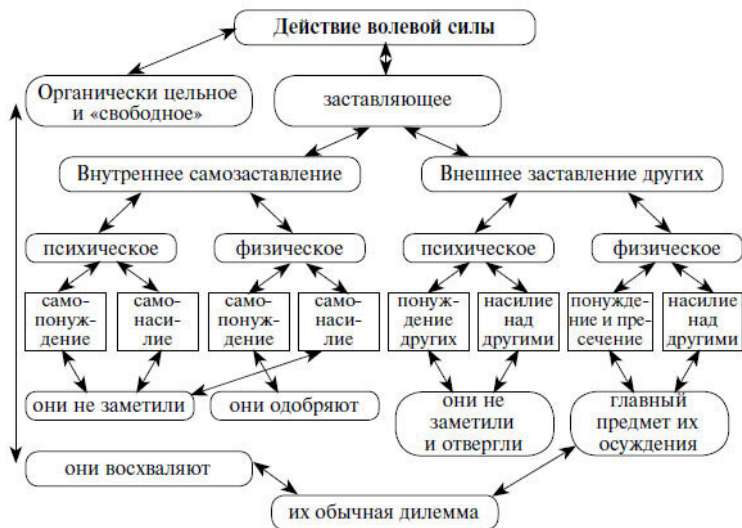 Действие волевой силы
Органически цельное
и «свободное»
заставляющее
Внутреннее самозаставление
Внешнее заставление других
психическое
физическое
психическое
физическое
само-
понуж-
дение
само-
наси-
лие
само-
понуж-
дение
само-
наси-
лие
понуж-
дение
других
насилие
над
другими
понужде-
ние и пре-
сечение
насилие
над
другими
они не заметили
они одобряют
они не
заметили
и отвергли
главный
предмет их
осуждения
они восхваляют
их обычная дилемма